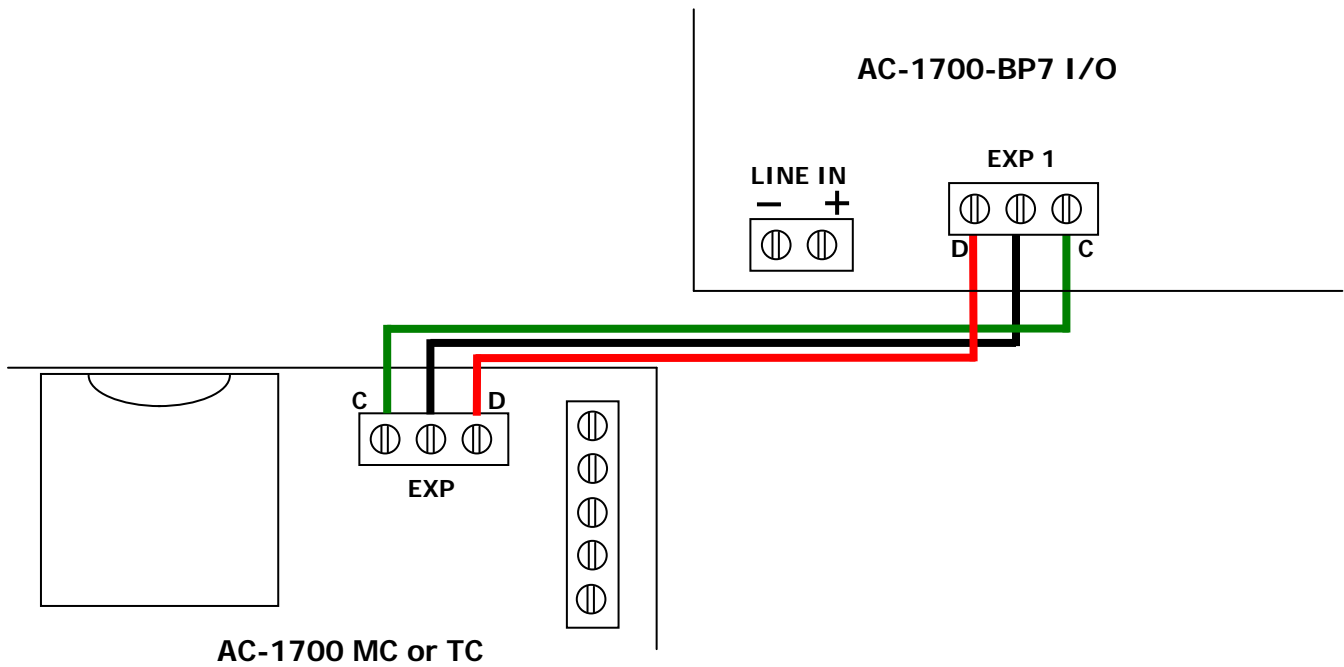 AC-1700-BP7 I/O
EXP 1
LINE IN
– +
D C
C D
EXP
AC-1700 MC or TC